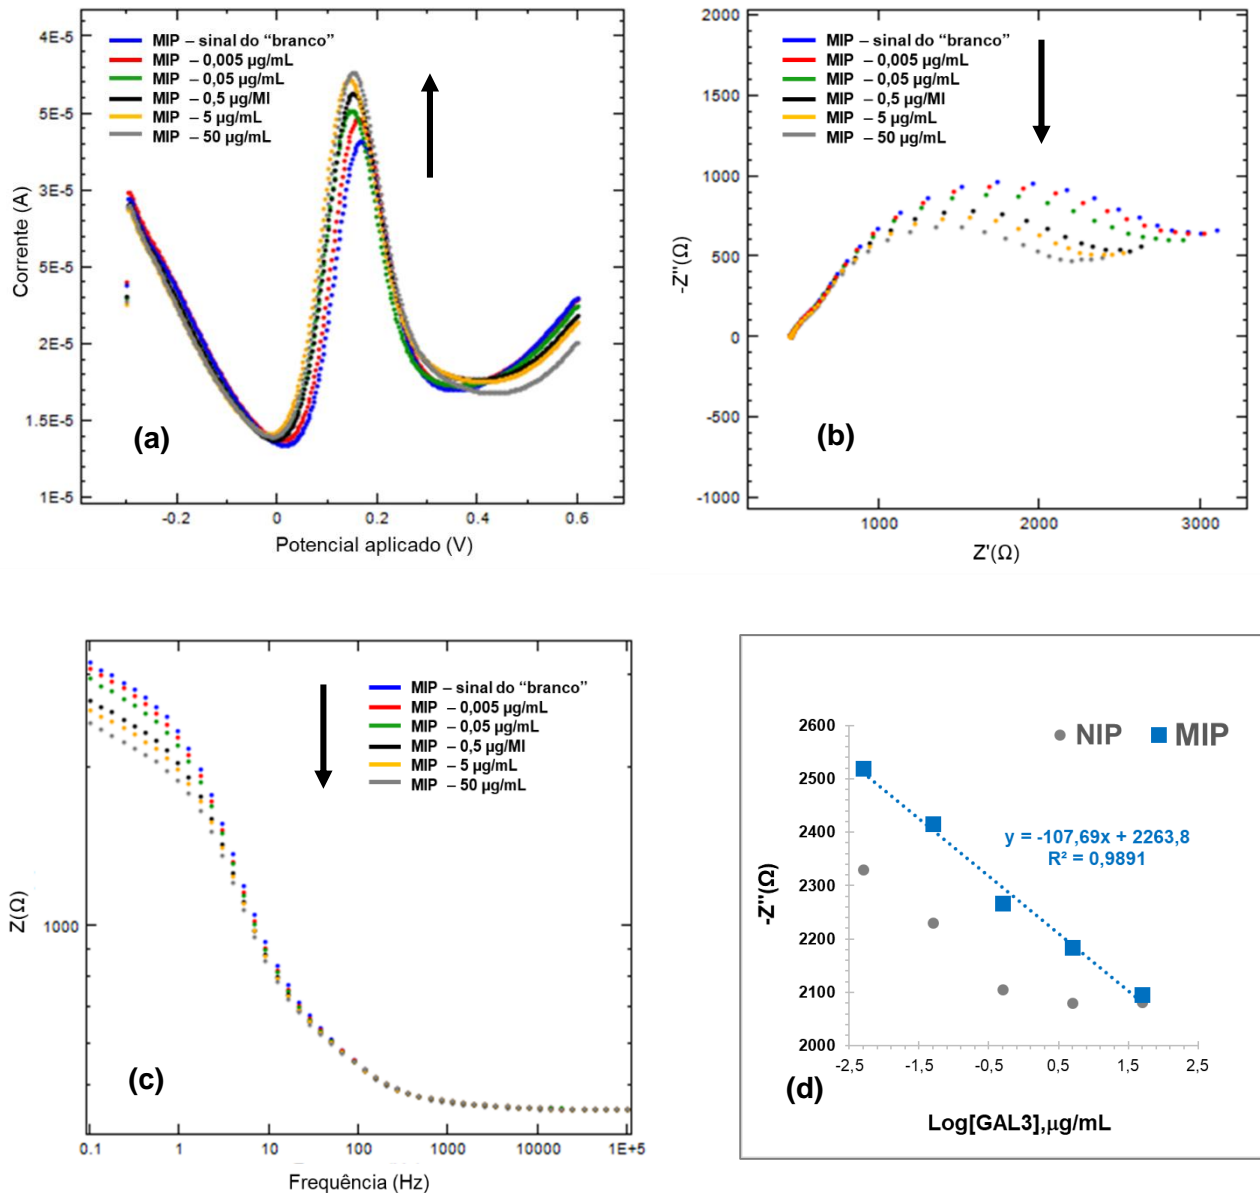 4E-5
5E-5
3E-5
5E-5
2E-5
1.5E-5
1E-5
Corrente (A)
MIP – sinal do “branco”
MIP – 0,005 µg/mL
MIP – 0,05 µg/mL
MIP – 0,5 µg/Ml
MIP – 5 µg/mL
MIP – 50 µg/mL
(a)
-0.2 0 0.2 0.4 0.6
Potencial aplicado (V)
2000
1500
1000
500
0
-500
-1000
-Z"(Ω)
MIP – sinal do “branco”
MIP – 0,005 µg/mL
MIP – 0,05 µg/mL
MIP – 0,5 µg/Ml
MIP – 5 µg/mL
MIP – 50 µg/mL
(b)
1000 2000 3000
Z'(Ω)
1000
Z(Ω)
MIP – sinal do “branco”
MIP – 0,005 µg/mL
MIP – 0,05 µg/mL
MIP – 0,5 µg/Ml
MIP – 5 µg/mL
MIP – 50 µg/mL
(c)
0.1 1 10 100 1000 10000 1E+5
Frequência (Hz)
2600
2500
2400
2300
2200
2100
2000
-Z"(Ω)
NIP MIP
y = -107,69x + 2263,8
R² = 0,9891
-2,5 -1,5 -0,5 0,5 1,5 2,5
(d)
Log[GAL3],µg/mL